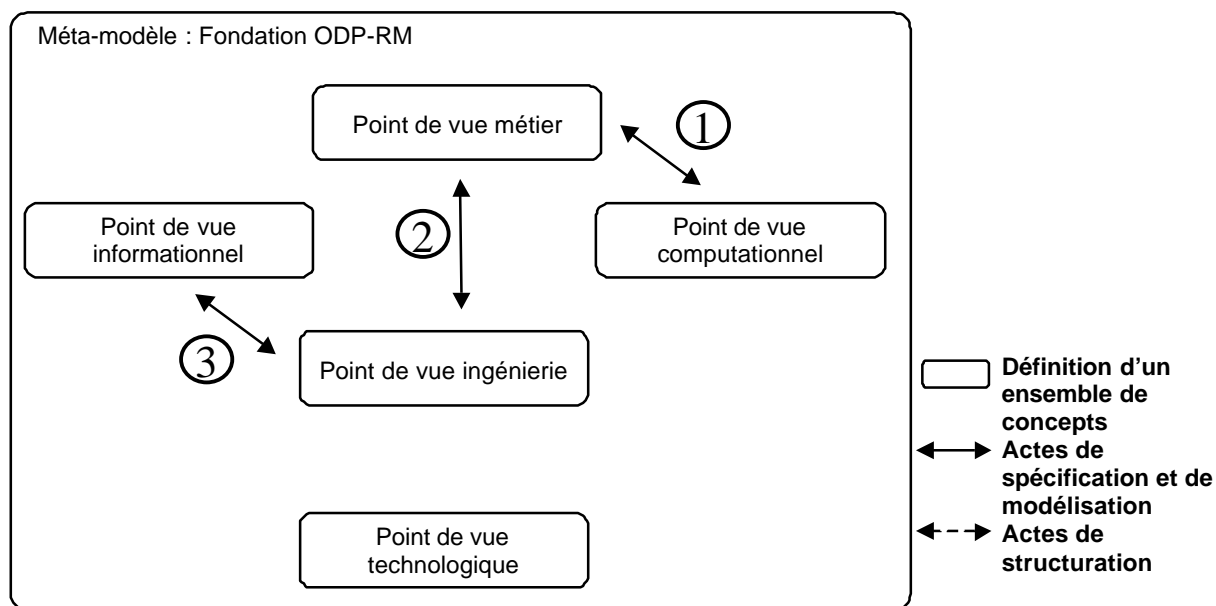 Méta-modèle : Fondation ODP-RM
Point de vue métier
1
Point de vue
informationnel
2
Point de vue
computationnel
3
Point de vue ingénierie
Point de vue
technologique
Définition d'un
ensemble de
concepts
Actes de
spécification et de
modélisation
Actes de
structuration